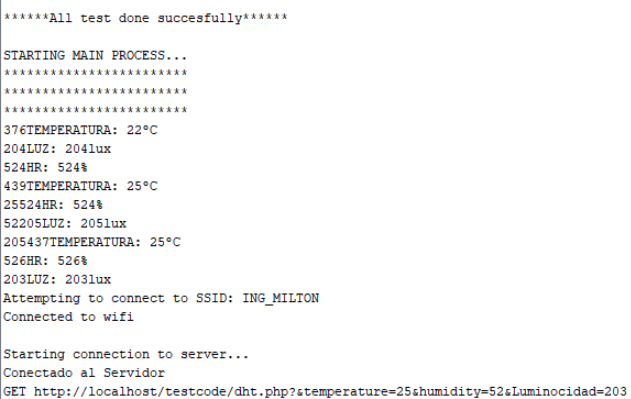 ******All test done succesfully******
STARTING MAIN PROCESS...
************************
************************
************************
376TEMPERATURA: 22°C
204LUZ: 204lux
524HR: 524%
439TEMPERATURA: 25°C
25524HR: 524%
52205LUZ: 205lux
205437TEMPERATURA: 25°C
526HR: 526%
203LUZ: 203lux
Attempting to connect to SSID: ING_MILTON
Connected to wifi
Starting connection to server...
Conectado al Servidor
GET http://localhost/testcode/dht.php?&temperature=25&humidity=52&Luminocidad=203